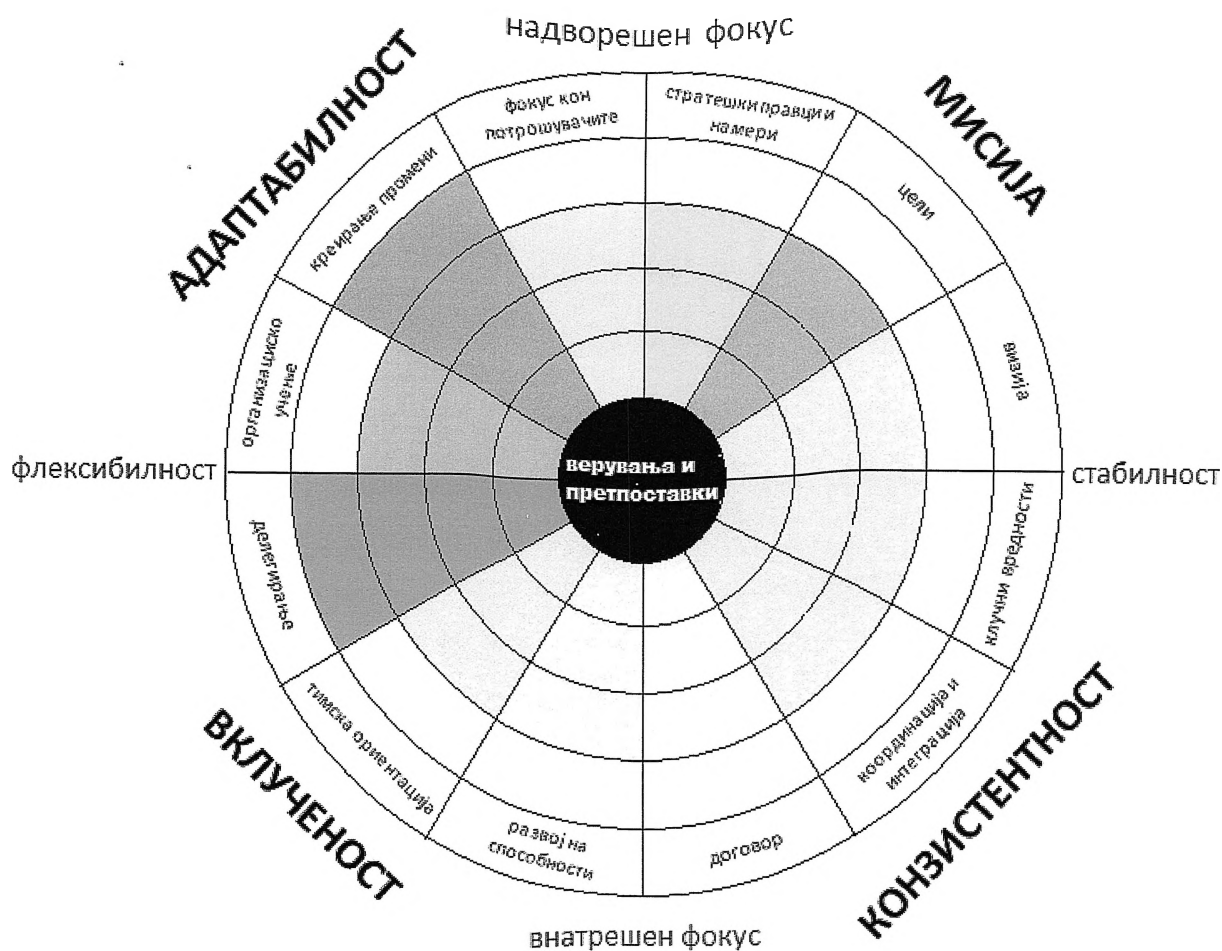 надворешен фокус
АДАПТАБИЛНОСТ
МИСИЈА
фокус кон
потрошувачите
стратешки правци и
намери
креирање промени
цели
организациско
учење
визија
флексибилност
верувања и
претпоставки
стабилност
делегирање
клучни вредности
тимска ориентација
координација и
интеграција
развој на
способности
договор
ВКЛУЧЕНОСТ
КОНЗИСТЕНТНОСТ
внатрешен фокус